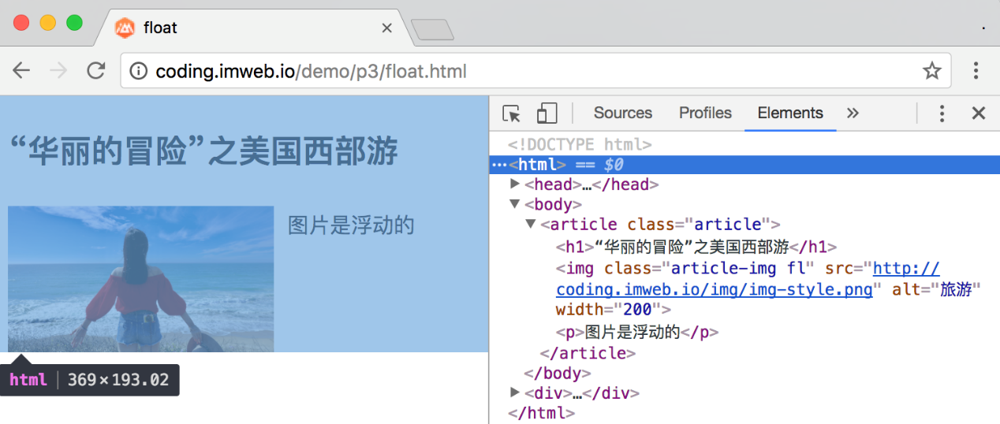 float
coding.imweb.io/demo/p3/float.html
“华丽的冒险”之美国西部游
图片是浮动的
html 369×193.02
Sources Profiles Elements
<!DOCTYPE html>
…<html> == $0
<head>…</head>
<body>
<article class="article">
<h1>“华丽的冒险”之美国西部游</h1>
<img class="article-img fl" src="http://
coding.imweb.io/img/img-style.png" alt="旅游"
width="200">
<p>图片是浮动的</p>
</article>
</body>
<div>…</div>
</html>